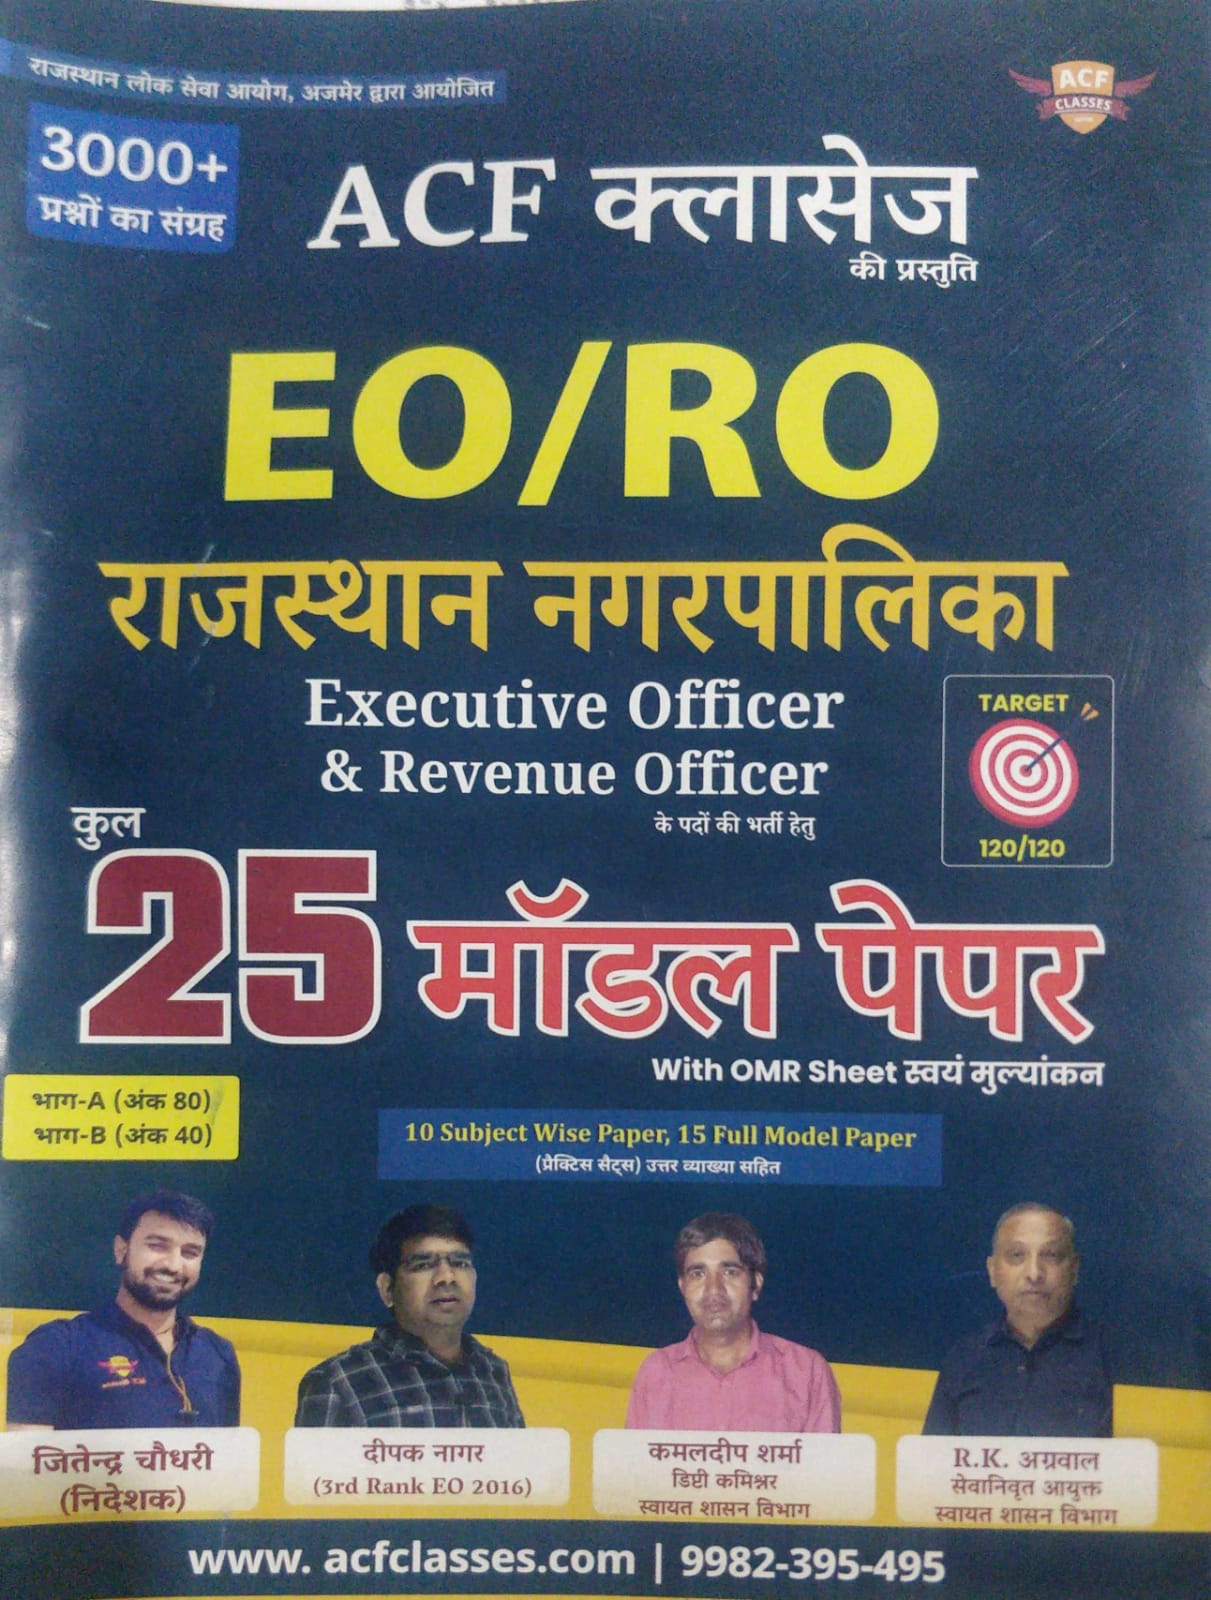 राजस्थान लोक सेवा आयोग, अजमेर द्वारा आयोजित
ACF
CLASSES
3000+
प्रश्नों का संग्रह
ACF क्लासेज
की प्रस्तुति
EO/RO
राजस्थान नगरपालिका
Executive Officer
& Revenue Officer
के पदों की भर्ती हेतु
TARGET
120/120
कुल
25 मॉडल पेपर
With OMR Sheet स्वयं मुल्यांकन
भाग-A (अंक 80)
भाग-B (अंक 40)
10 Subject Wise Paper, 15 Full Model Paper
(प्रैक्टिस सैट्स) उत्तर व्याख्या सहित
जितेन्द्र चौधरी
(निदेशक)
दीपक नागर
(3rd Rank EO 2016)
कमलदीप शर्मा
डिप्टी कमिश्नर
स्वायत शासन विभाग
R.K. अग्रवाल
सेवानिवृत आयुक्त
स्वायत शासन विभाग
www. acfclasses.com | 9982-395-495